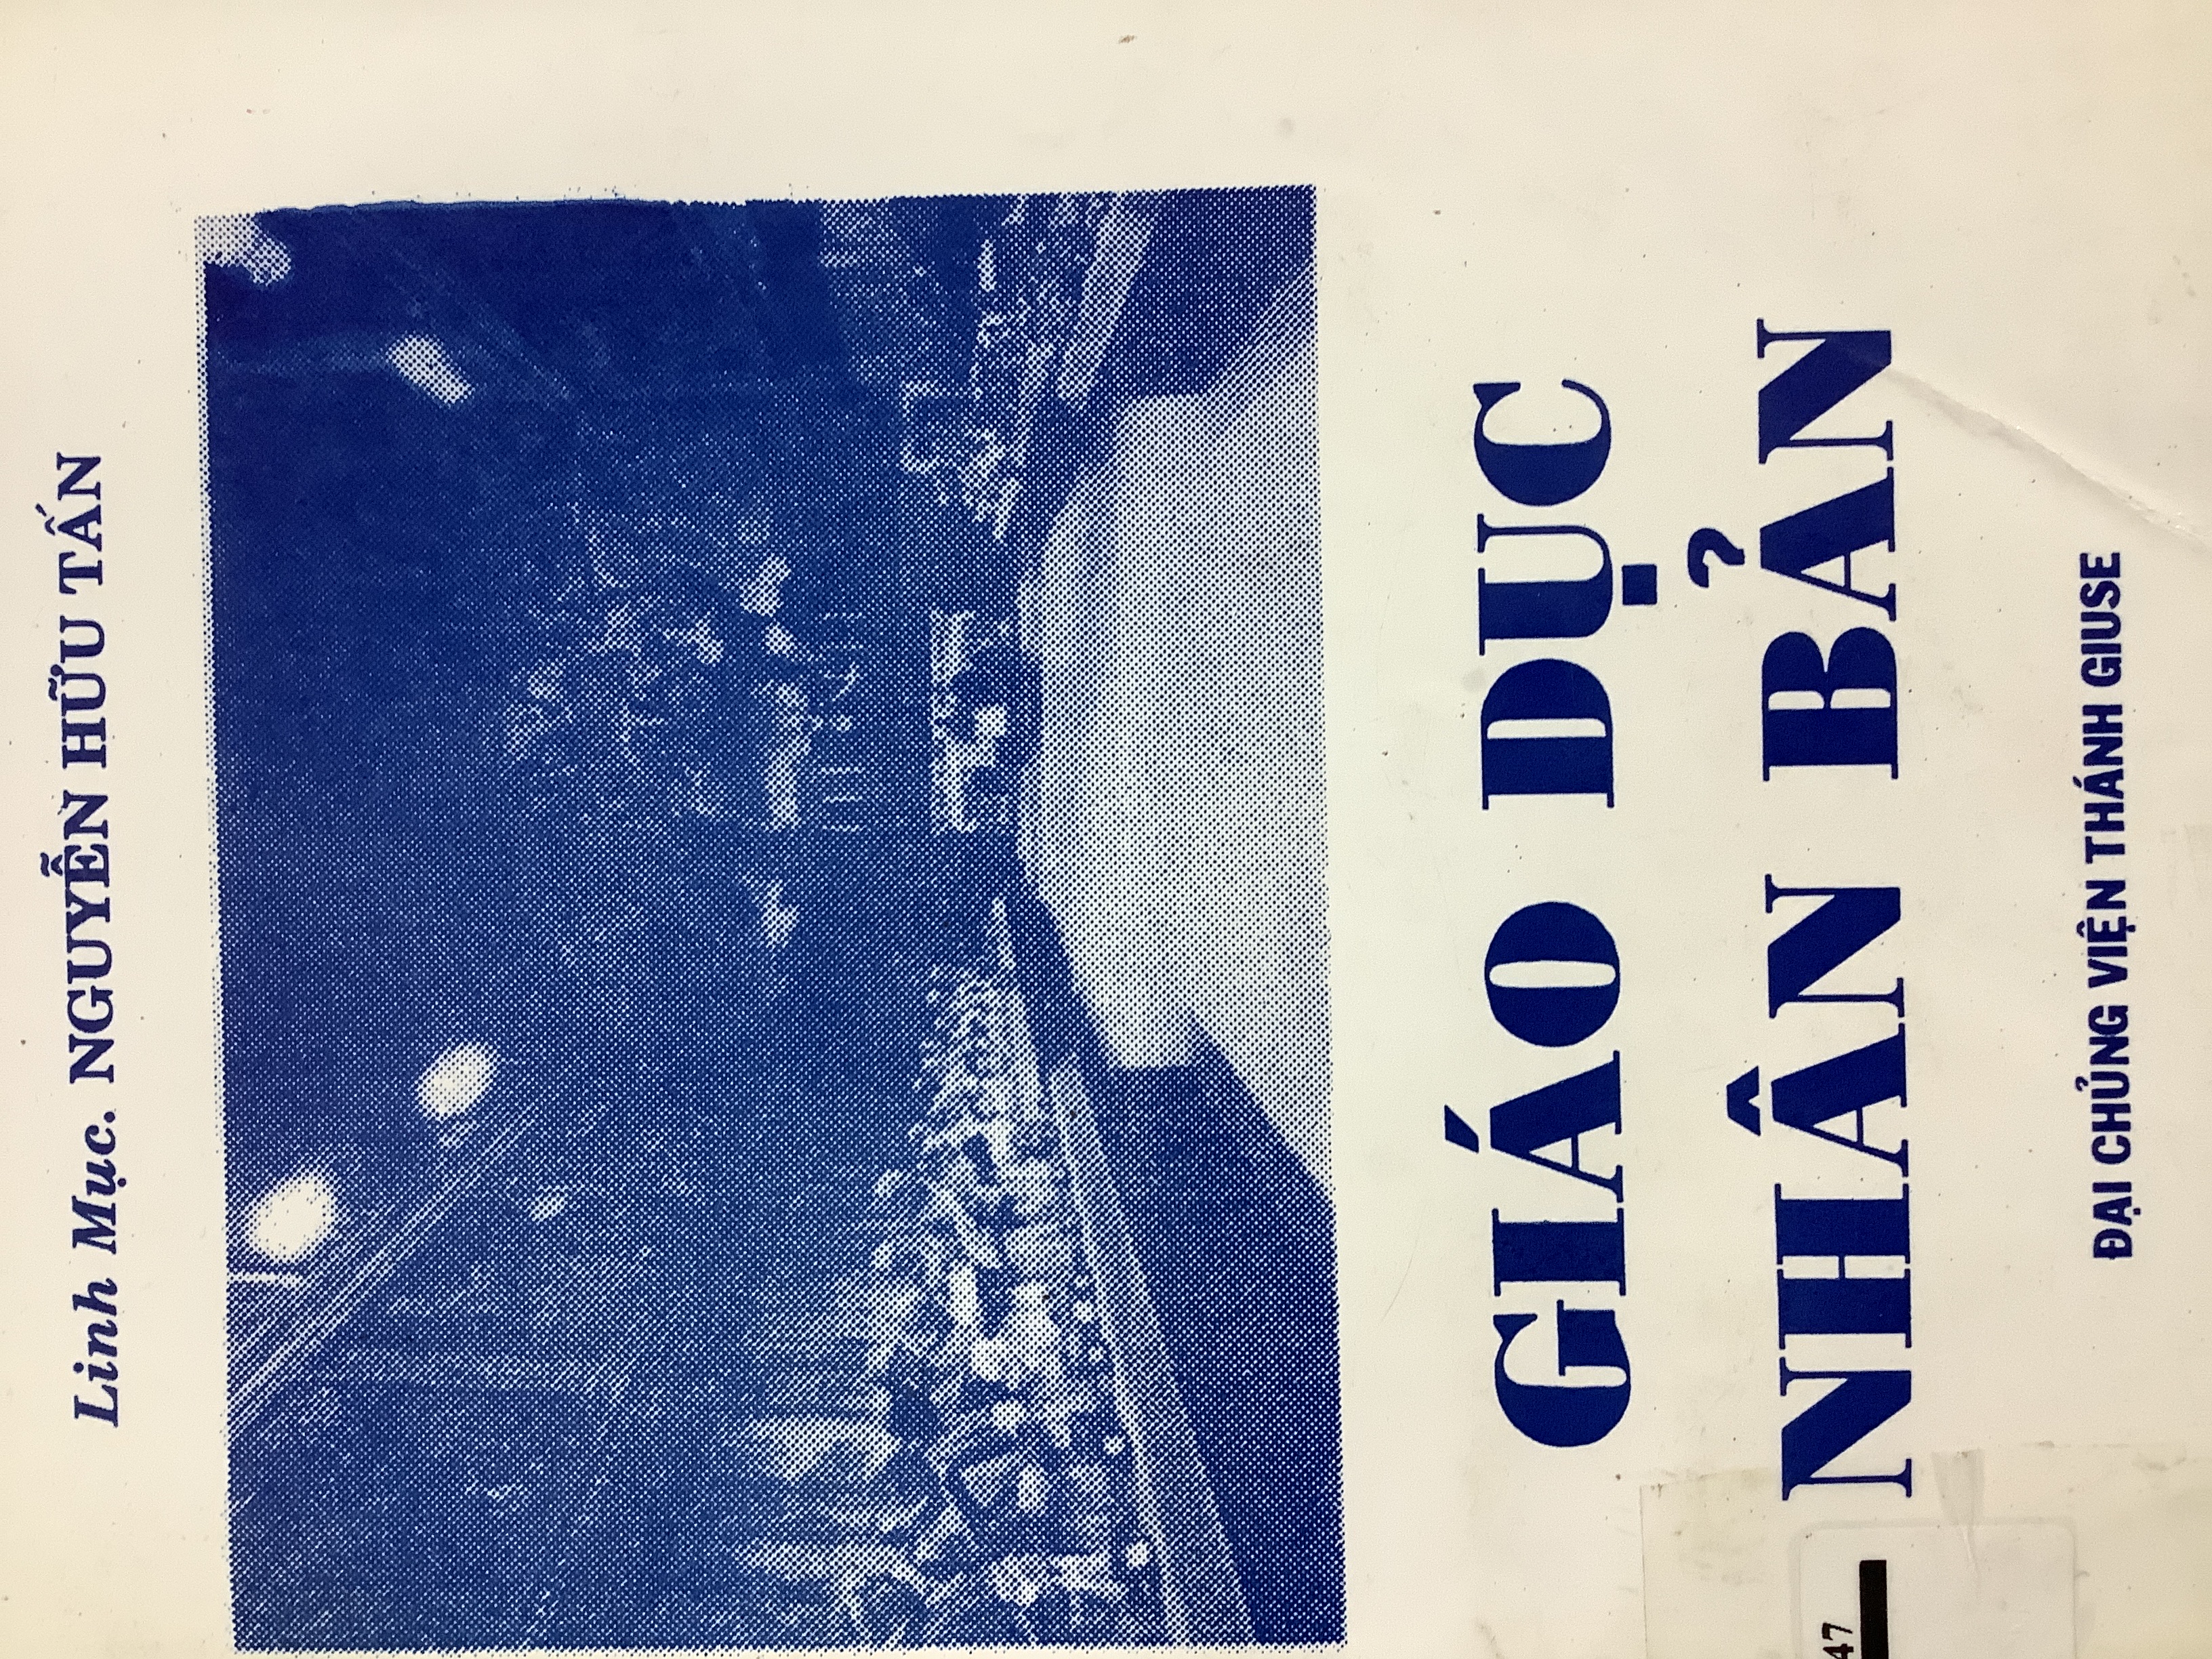 Linh Mục. NGUYỄN HỮU TẤN
GIÁO DỤC
NHÂN BẢN
ĐẠI CHỦNG VIỆN THÁNH GIUSE
47